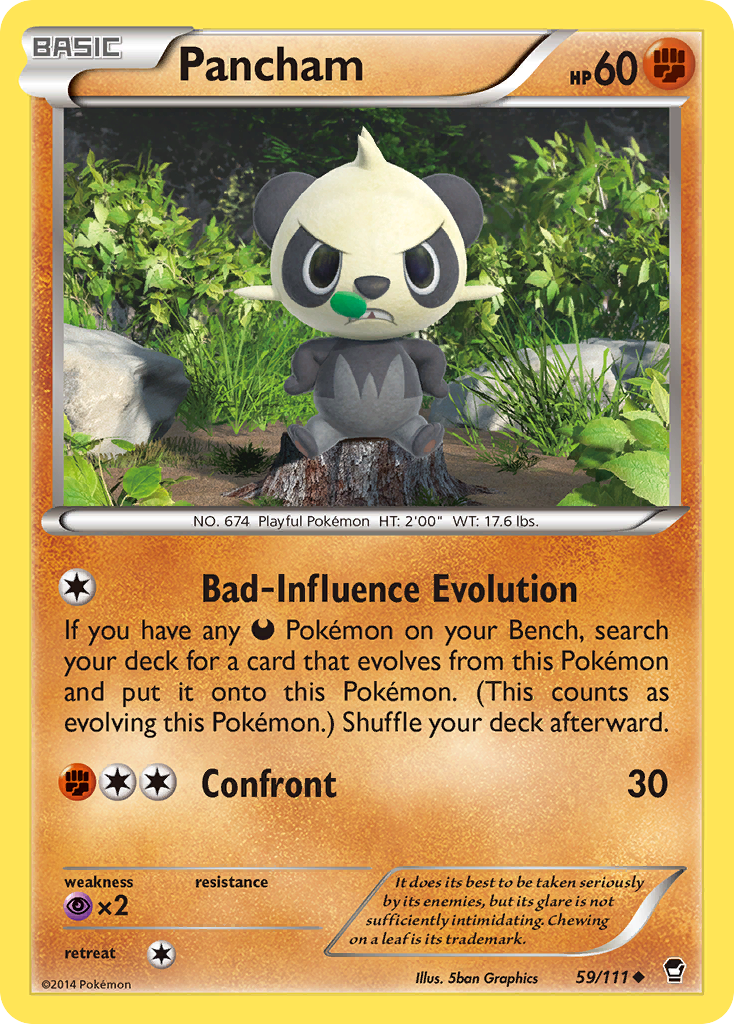 BASIC
Pancham
HP60
NO. 674 Playful Pokémon HT: 2'00" WT: 17.6 lbs.
Bad-Influence Evolution
If you have any Pokémon on your Bench, search
your deck for a card that evolves from this Pokémon
and put it onto this Pokémon. (This counts as
evolving this Pokémon.) Shuffle your deck afterward.
Confront 30
weakness resistance
×2
It does its best to be taken seriously
by its enemies, but its glare is not
sufficiently intimidating. Chewing
on a leaf is its trademark.
retreat
©2014 Pokémon
Illus. 5ban Graphics
59/111